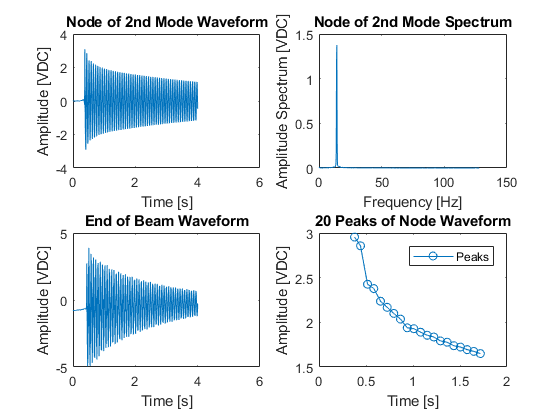 Node of 2nd Mode Waveform
Amplitude [VDC]
4
2
0
-2
-4
0
2
4
6
Time [s]
Node of 2nd Mode Spectrum
Amplitude Spectrum [VDC]
1.5
1
0.5
0
0
50
100
150
Frequency [Hz]
End of Beam Waveform
Amplitude [VDC]
5
0
-5
0
2
4
6
Time [s]
20 Peaks of Node Waveform
Amplitude [VDC]
3
2.5
2
1.5
0
0.5
1
1.5
2
Time [s]
Peaks